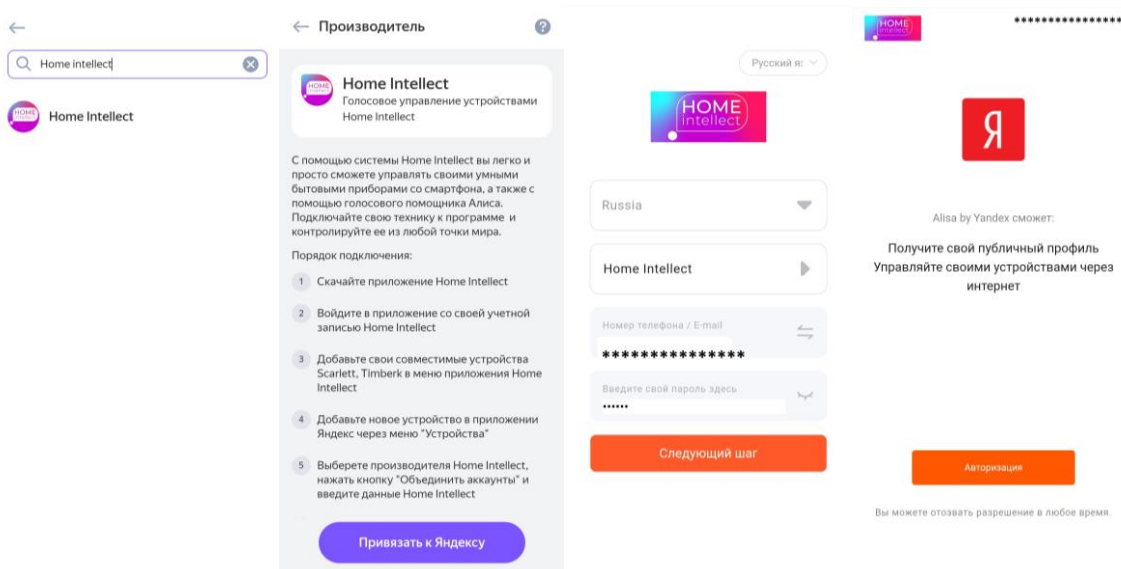 Home intellect
HOME
intellect
Home Intellect
Производитель
?
HOME
intellect
Home Intellect
Голосовое управление устройствами
Home Intellect
С помощью системы Home Intellect вы легко и
просто сможете управлять своими умными
бытовыми приборами со смартфона, а также с
помощью голосового помощника Алиса.
Подключайте свою технику к программе и
контролируйте ее из любой точки мира.
Порядок подключения:
1 Скачайте приложение Home Intellect
2 Войдите в приложение со своей учетной
записью Home Intellect
3 Добавьте свои совместимые устройства
Scarlett, Timberk в меню приложения Home
Intellect
4 Добавьте новое устройство в приложении
Яндекс через меню "Устройства"
5 Выберете производителя Home Intellect,
нажать кнопку "Объединить аккаунты" и
введите данные Home Intellect
Привязать к Яндексу
Русский я:
HOME
intellect
Russia
Home Intellect
Номер телефона / E-mail
***************
Введите свой пароль здесь
••••••
Следующий шаг
HOME
intellect
****************
Я
Alisa by Yandex сможет:
Получите свой публичный профиль
Управляйте своими устройствами через
интернет
Авторизация
Вы можете отозвать разрешение в любое время.